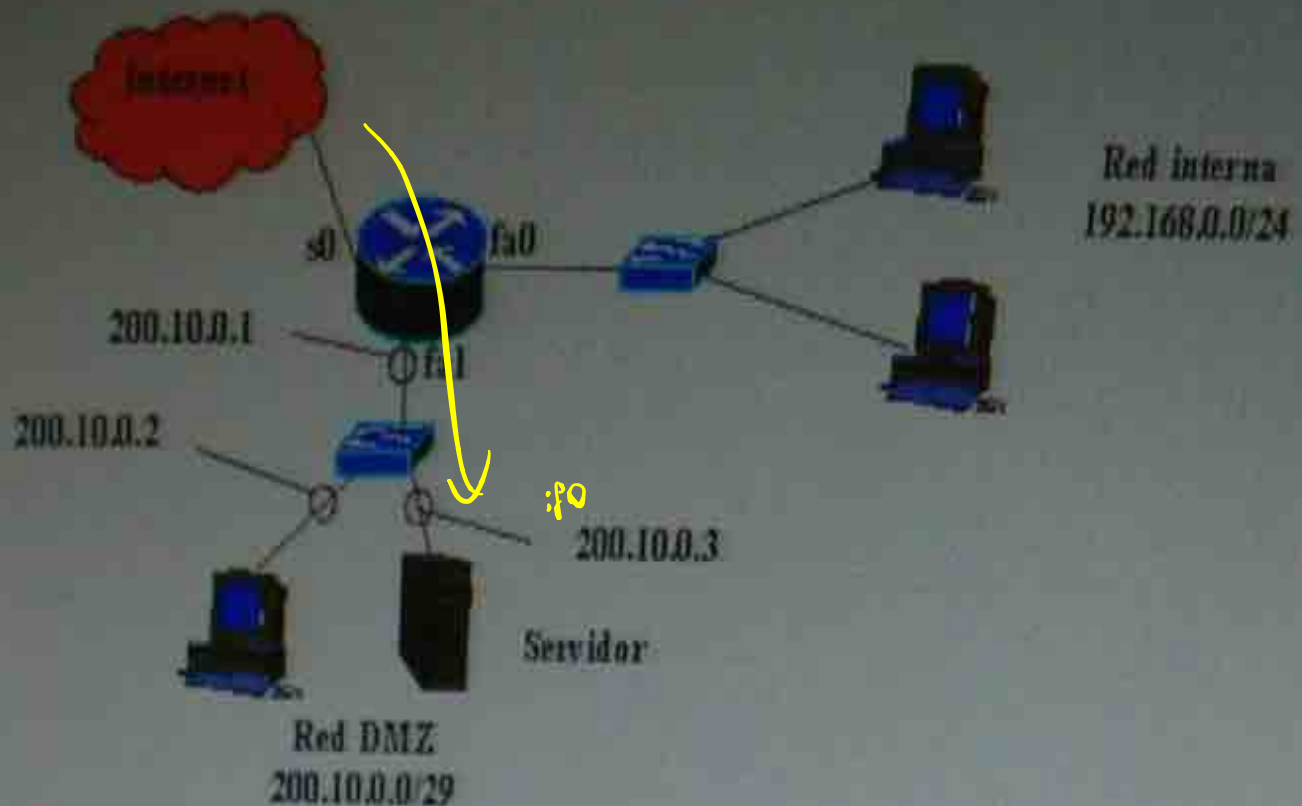 Internet
s0
fa0
Red interna
192.168.0.0/24
200.10.0.1
fa1
200.10.0.2
200.10.0.3
Servidor
Red DMZ
200.10.0.0/29